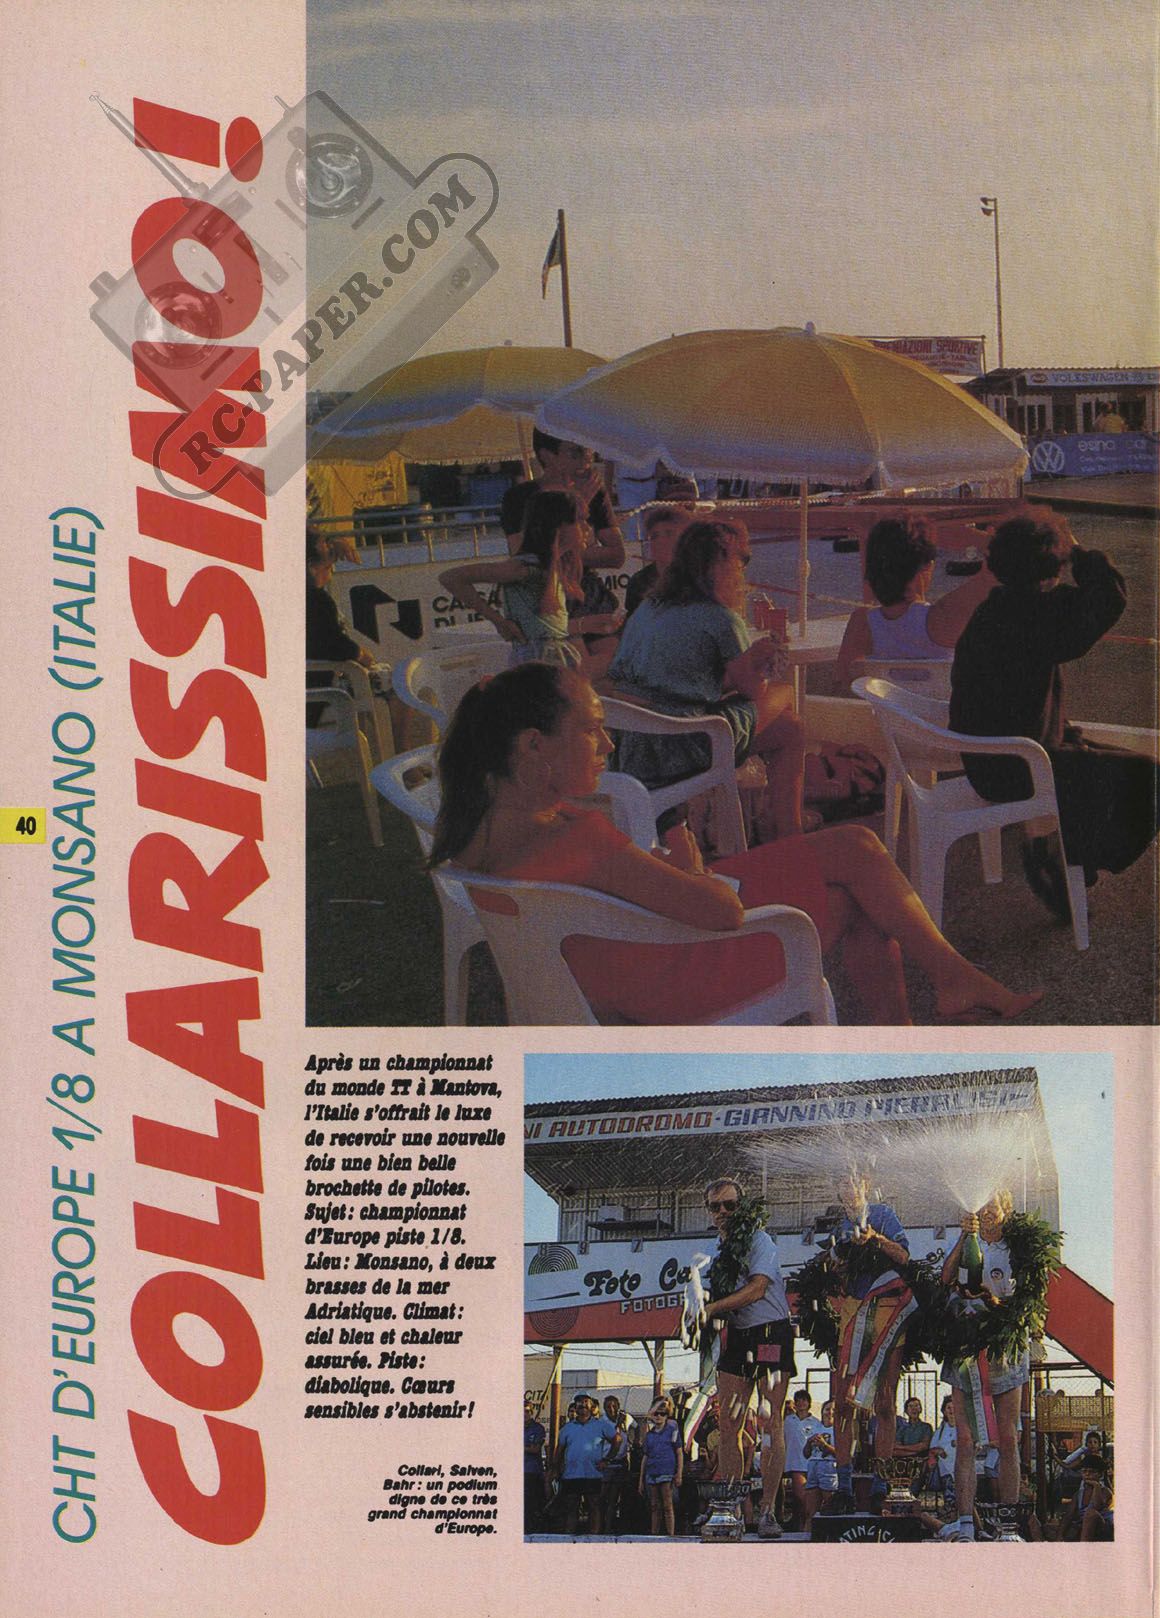 CHT D'EUROPE 1/8 A MONSANO (ITALIE)
COLLARISSIMO!
RC-PAPER.COM
40
VOLKSWAGEN
Après un championnat
du monde TT à Mantova,
l'Italie s'offrait le luxe
de recevoir une nouvelle
fois une bien belle
brochette de pilotes.
Sujet : championnat
d'Europe piste 1/8.
Lieu : Monsano, à deux
brasses de la mer
Adriatique. Climat :
ciel bleu et chaleur
assurée. Piste :
diabolique. Cœurs
sensibles s'abstenir !
Collari, Salven,
Bahr : un podium
digne de ce très
grand championnat
d'Europe.
NI AUTODROMO - GIANNINO PIERALISI
Foto
FOTOG